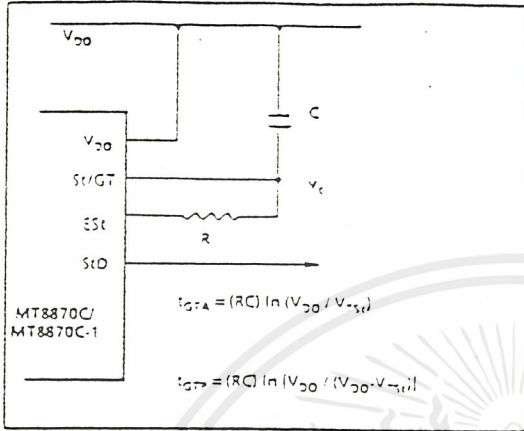 VDD
C
VDD
St/GT
Vc
ESt
R
StD
MT8870C/
MT8870C-1
tGTA = (RC) ln (VDD / VTSt)
tGTP = (RC) ln [VDD / (VDD-VTSt)]